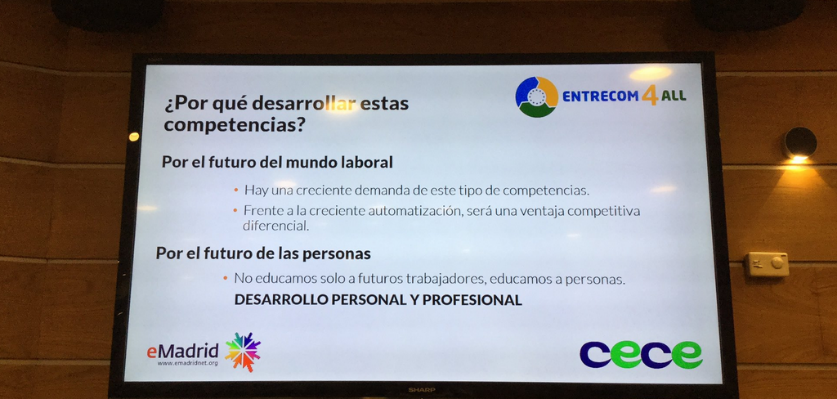 ¿Por qué desarrollar estas
competencias?
ENTRECOM 4 ALL
Por el futuro del mundo laboral
• Hay una creciente demanda de este tipo de competencias.
• Frente a la creciente automatización, será una ventaja competitiva
diferencial.
Por el futuro de las personas
• No educamos solo a futuros trabajadores, educamos a personas.
DESARROLLO PERSONAL Y PROFESIONAL
eMadrid
www.emadridnet.org
cece
SHARP